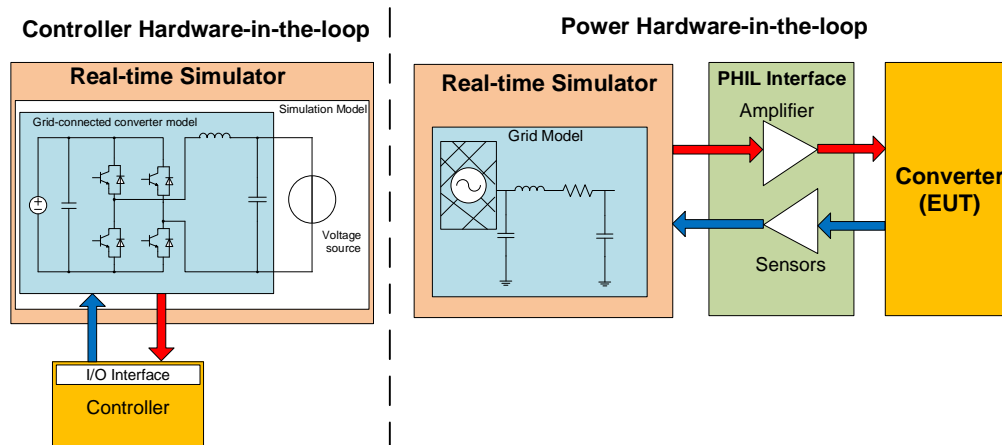 Controller Hardware-in-the-loop
Real-time Simulator
Simulation Model
Grid-connected converter model
Voltage
source
I/O Interface
Controller
Power Hardware-in-the-loop
Real-time Simulator
Grid Model
PHIL Interface
Amplifier
Sensors
Converter
(EUT)